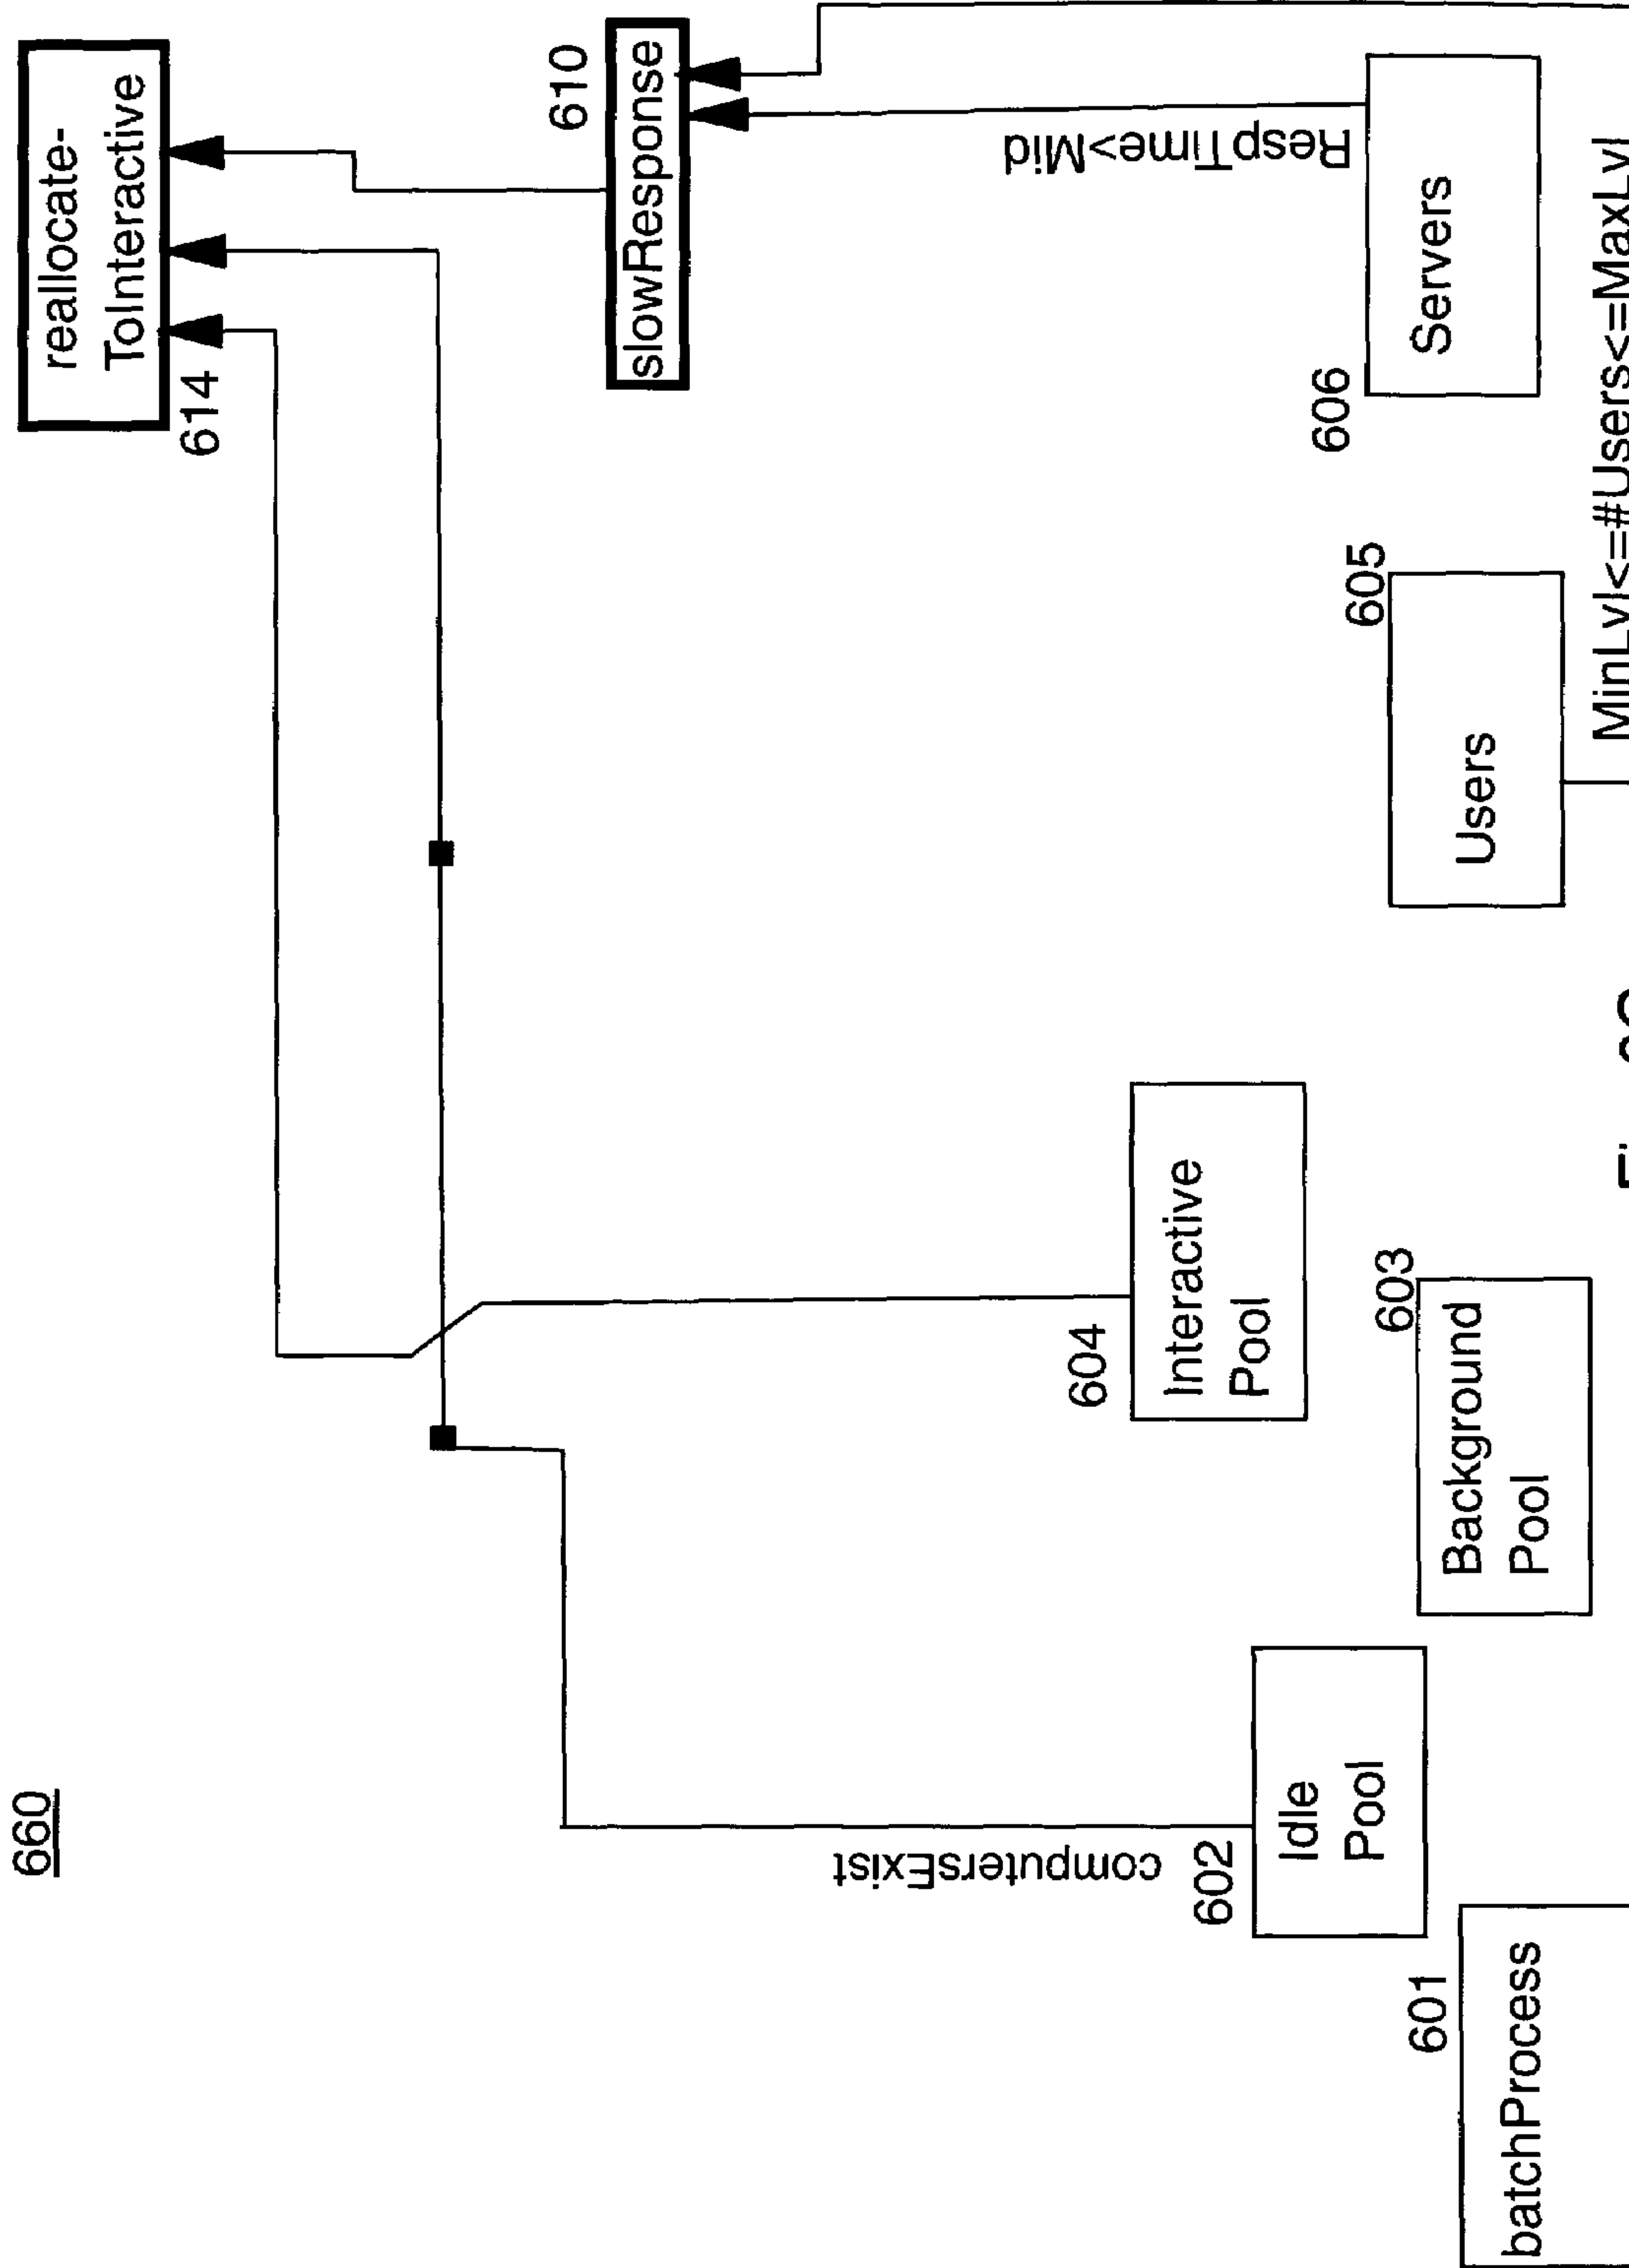 660
reallocate-
ToInteractive
614
610
slowResponse
RespTime>Mid
606
Servers
605
Users
MinLvl<=#Users<=MaxLvl
604
Interactive
Pool
603
Background
Pool
computersExist
602
Idle
Pool
601
batchProcess